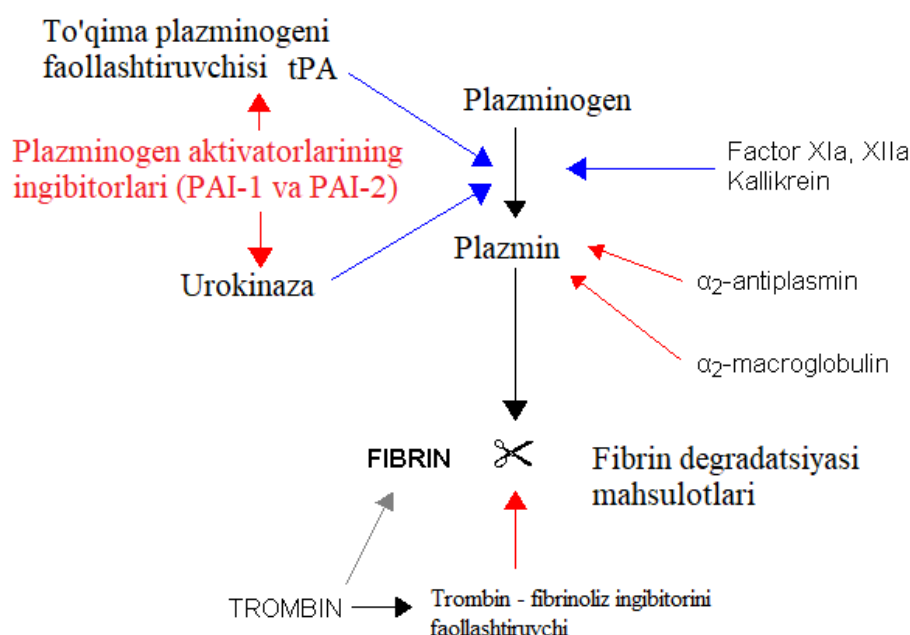 To'qima plazminogeni
faollashtiruvchisi tPA
Plazminogen
Plazminogen aktivatorlarining
ingibitorlari (PAI-1 va PAI-2)
Factor XIa, XIIa
Kallikrein
Urokinaza
Plazmin
α2-antiplasmin
α2-macroglobulin
FIBRIN
Fibrin degradatsiyasi
mahsulotlari
TROMBIN
Trombin - fibrinoliz ingibitorini
faollashtiruvchi